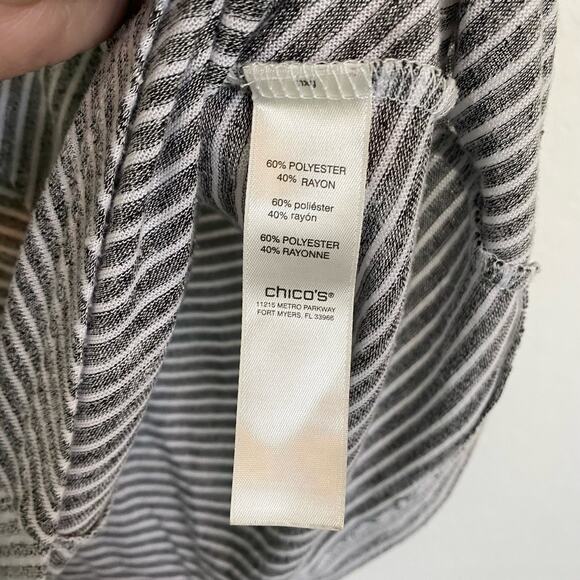 60% POLYESTER
40% RAYON
60% poliéster
40% rayón
60% POLYESTER
40% RAYONNE
chico's®
11215 METRO PARKWAY
FORT MYERS, FL 33966